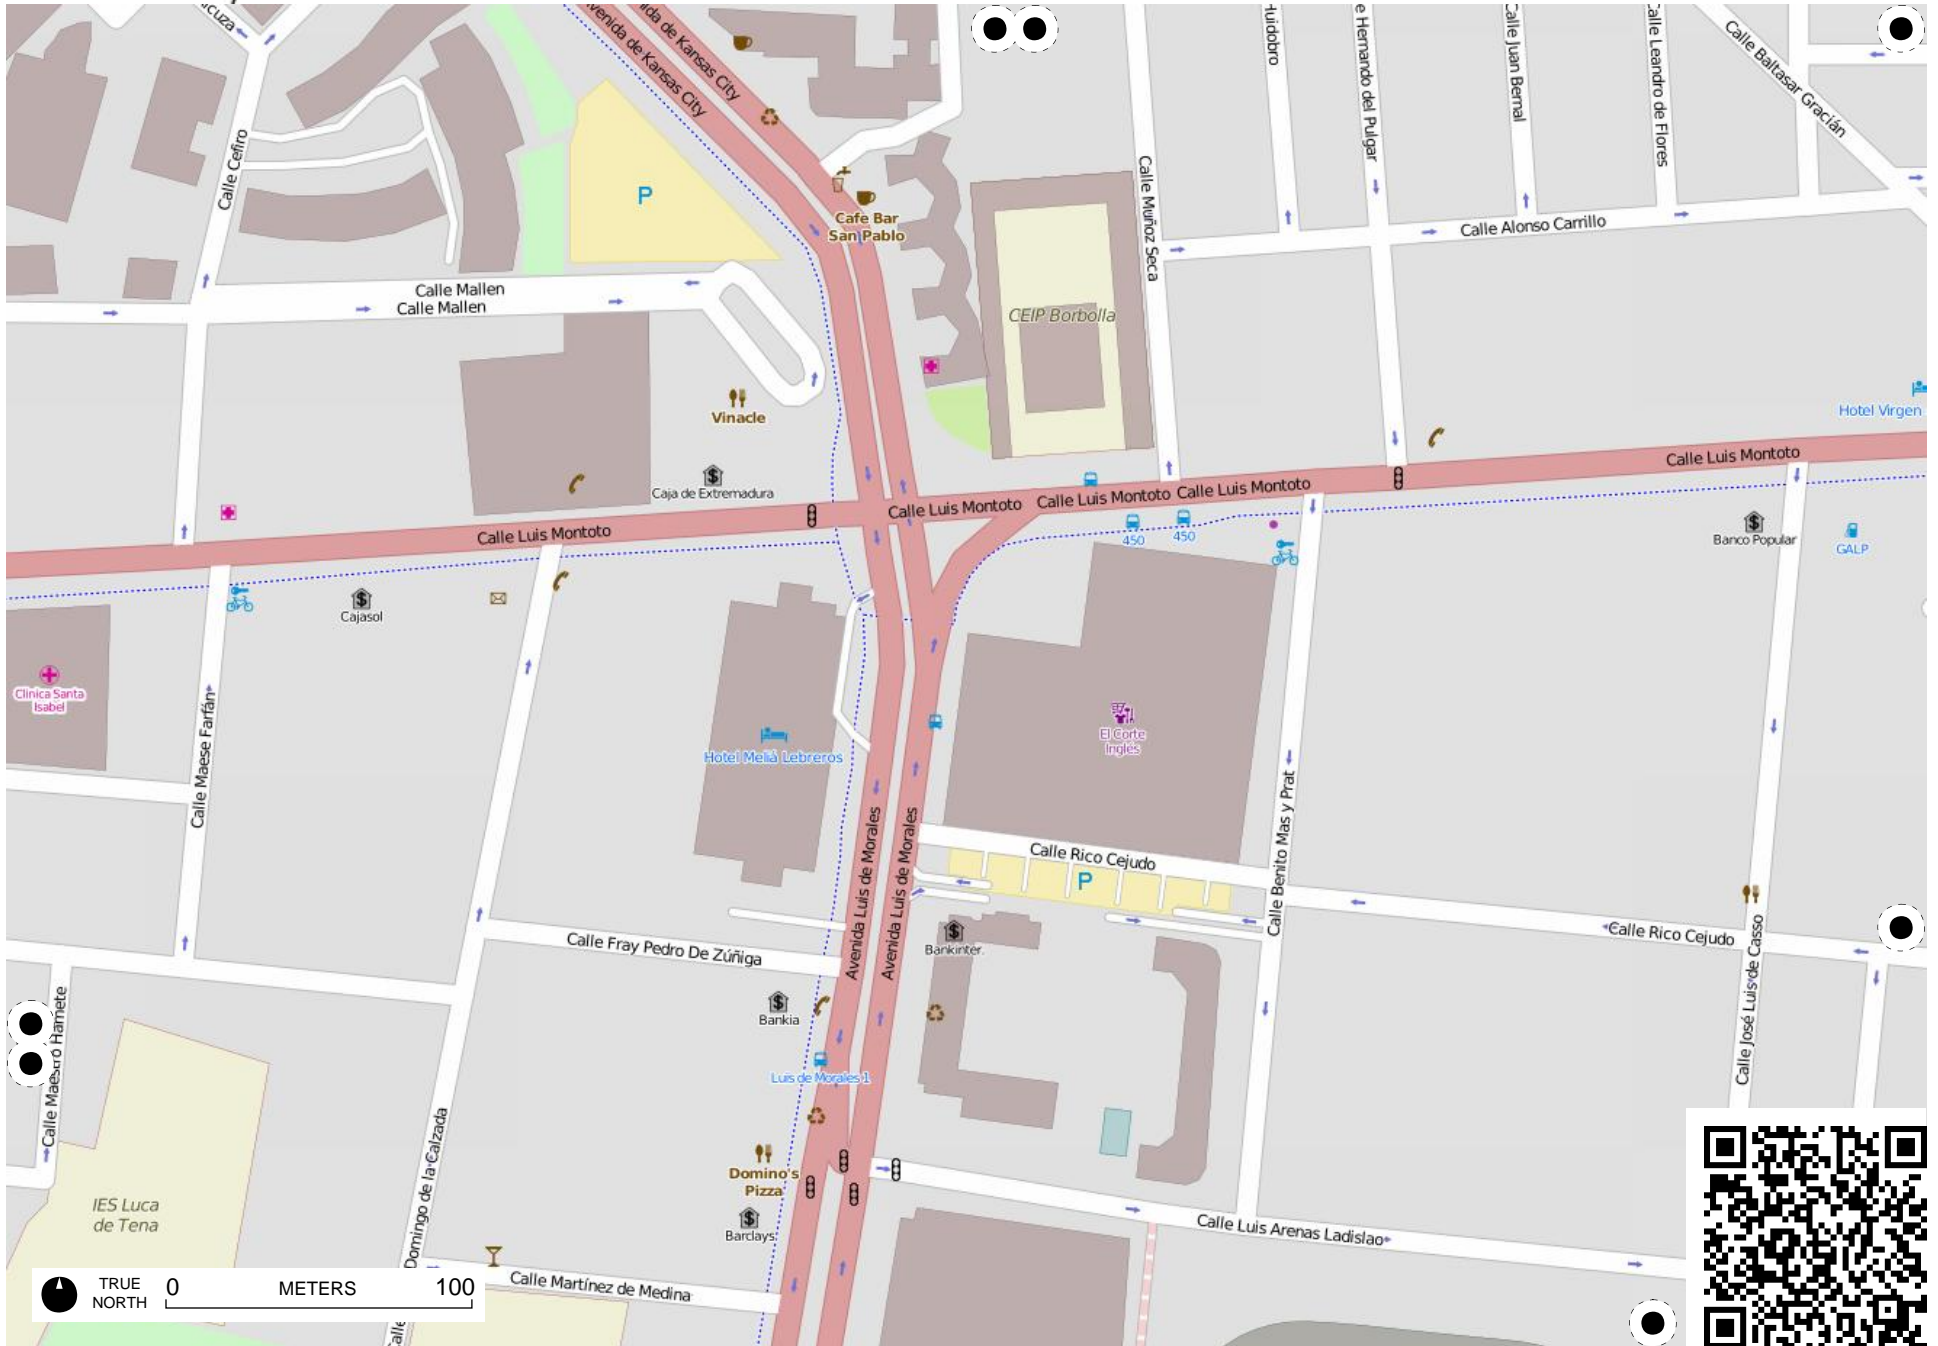 Avenida de Kansas City
Avenida de Kansas City
Huidobro
Calle Juan Bernal
Calle Leandro de Flores
Calle Baltasar Gracián
e Hernando del Pulgar
Calle Cefiro
P
Cafe Bar
San Pablo
Calle Muñoz Seca
Calle Alonso Carrillo
Calle Mallen
Calle Mallen
CEIP Borbolla
Vinacle
Hotel Virgen
Caja de Extremadura
Calle Luis Montoto
Calle Luis Montoto
Calle Luis Montoto
Calle Luis Montoto
Calle Luis Montoto
450
450
Banco Popular
GALP
Cajasol
Clinica Santa
Isabel
Calle Maese Farfán
Hotel Meliá Lebreros
El Corte
Inglés
Avenida Luis de Morales
Avenida Luis de Morales
Calle Benito Mas y Prat
Calle Rico Cejudo
P
Calle Rico Cejudo
Calle Fray Pedro De Zúñiga
Bankinter
Calle José Luis de Casso
Bankia
Calle Maestro Hamete
Luis de Morales 1
Domingo de la Calzada
Domino's
Pizza
IES Luca
de Tena
Barclays
Calle Luis Arenas Ladislao
Calle Martínez de Medina
TRUE
NORTH
0 METERS 100